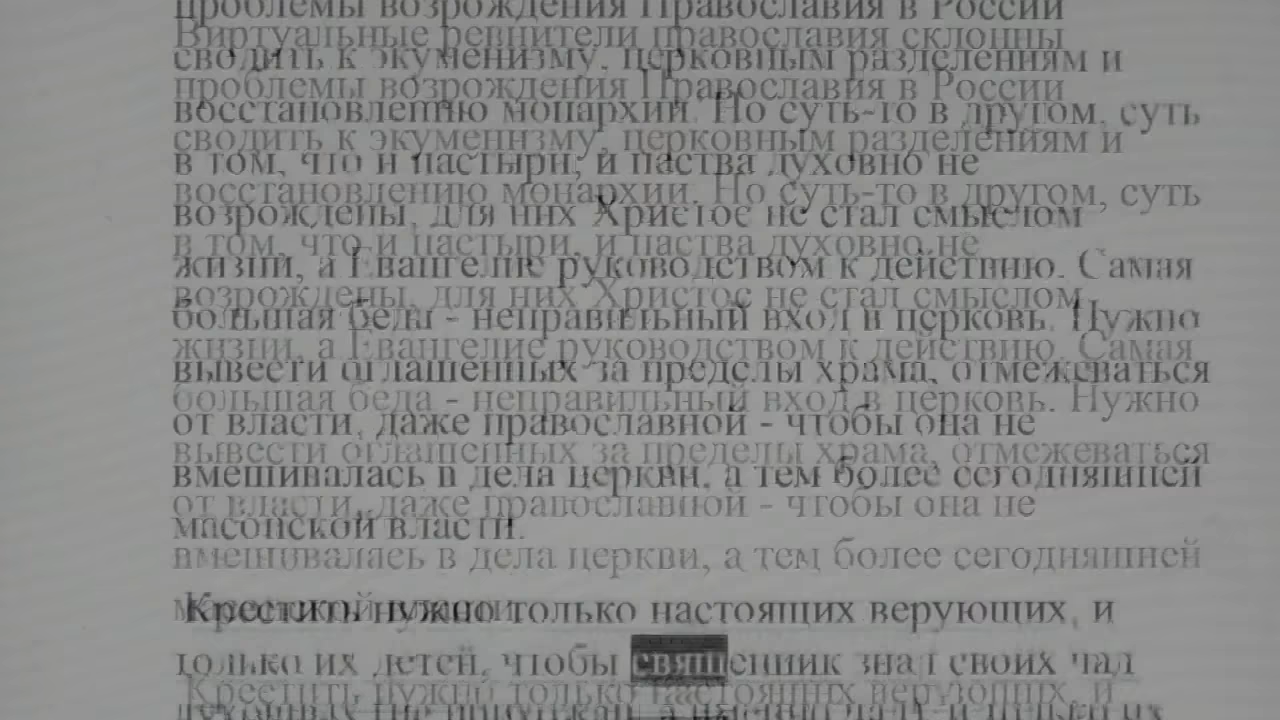 проблемы возрождения Православия в России
Виртуальные ревнители православия склонны
сводить к экуменизму, церковным разделениям и
проблемы возрождения Православия в России
восстановлению монархии. Но суть-то в другом, суть
сводить к экуменизму, церковным разделениям и
в том, что и пастыри, и паства духовно не
восстановлению монархии. Но суть-то в другом, суть
возрождены, для них Христос не стал смыслом
в том, что и пастыри, и паства духовно не
жизни, а Евангелие руководством к действию. Самая
возрождены, для них Христос не стал смыслом
большая беда - неправильный вход в церковь. Нужно
жизни, а Евангелие руководством к действию. Самая
вывести оглашенных за пределы храма, отмежеваться
большая беда - неправильный вход в церковь. Нужно
от власти, даже православной - чтобы она не
вывести оглашенных за пределы храма, отмежеваться
вмешивалась в дела церкви, а тем более сегодняшней
от власти, даже православной - чтобы она не
масонской власти.
вмешивалась в дела церкви, а тем более сегодняшней
Крестить нужно только настоящих верующих, и
только их детей, чтобы священник знал своих чад
Крестить нужно только настоящих верующих, и